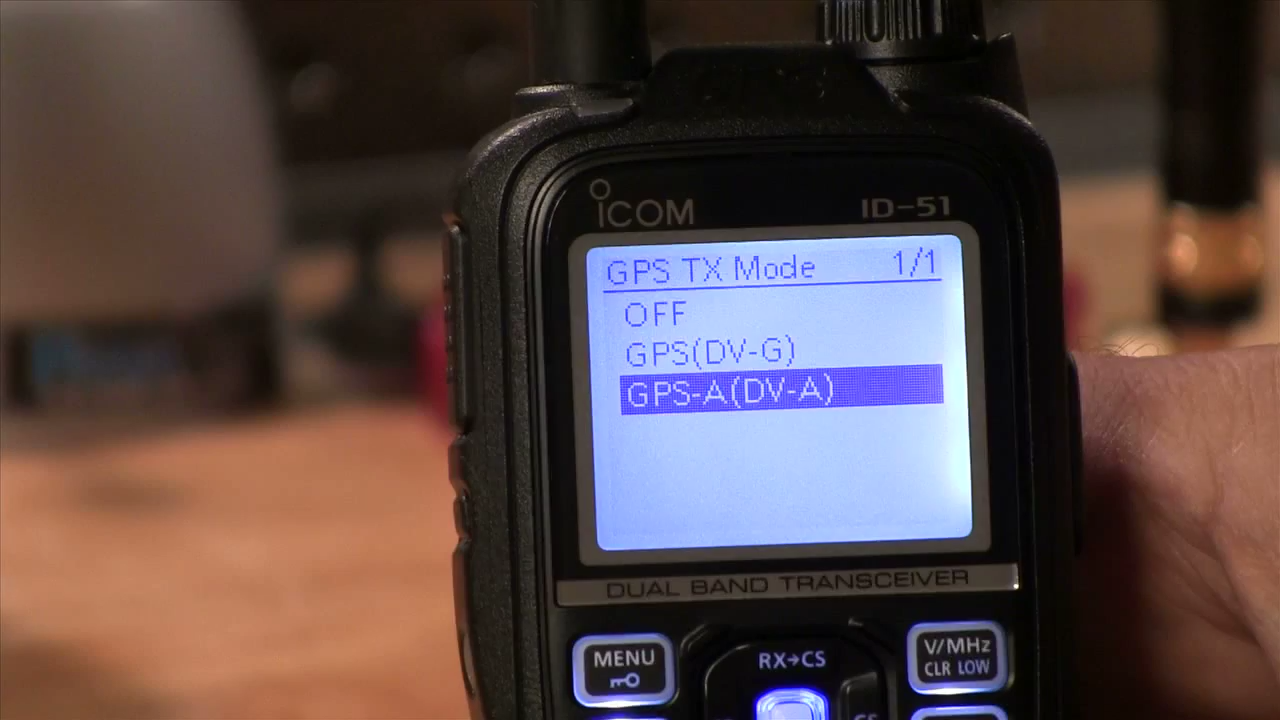 ICOM ID-51
GPS TX Mode 1/1
OFF
GPS(DV-G)
GPS-A(DV-A)
DUAL BAND TRANSCEIVER
MENU
RX→CS
V/MHz
CLR LOW
CS